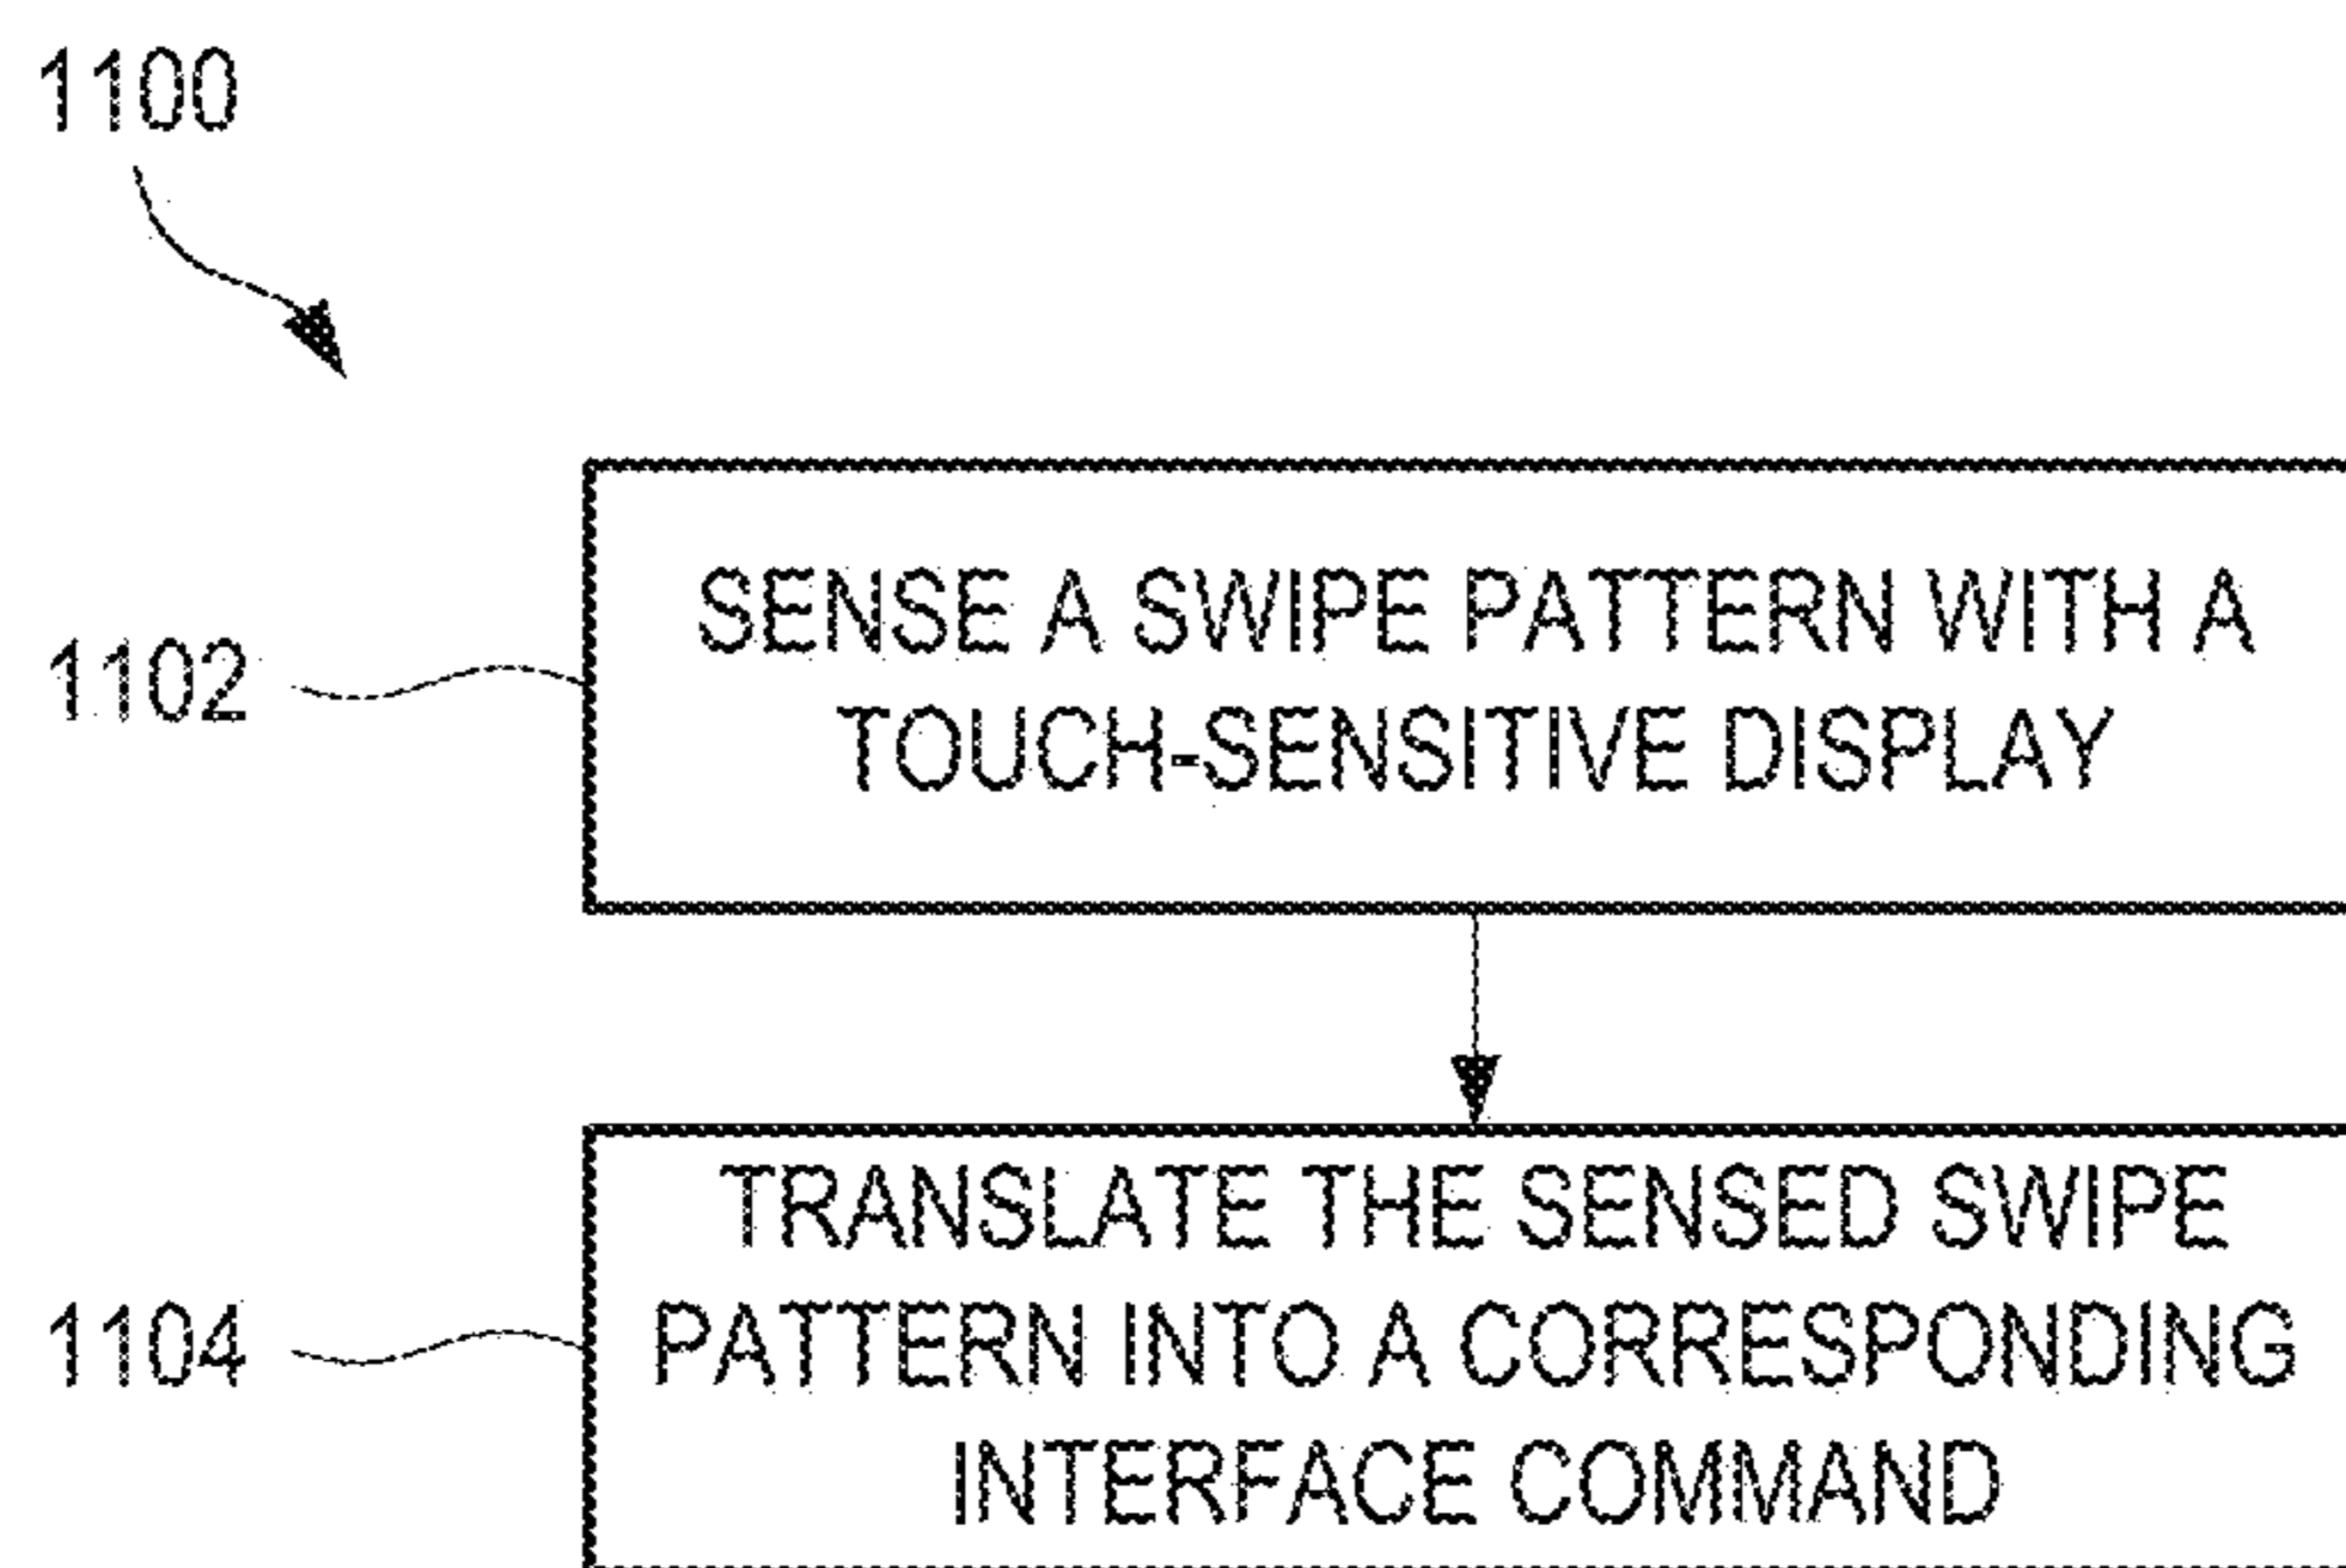 1100
1102
SENSE A SWIPE PATTERN WITH A
TOUCH-SENSITIVE DISPLAY
1104
TRANSLATE THE SENSED SWIPE
PATTERN INTO A CORRESPONDING
INTERFACE COMMAND